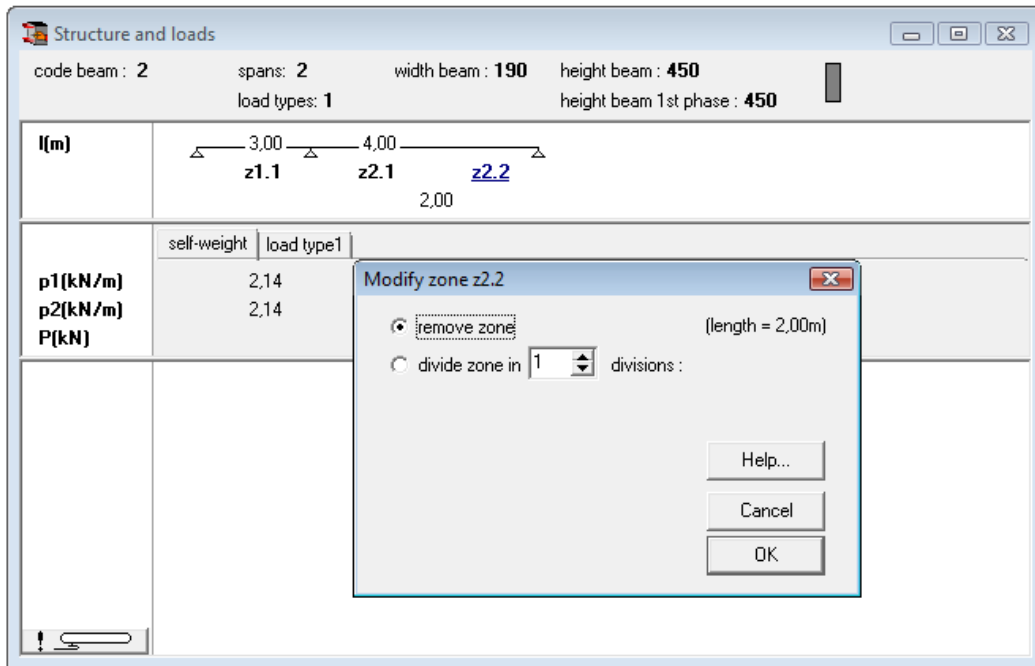 Structure and loads
code beam : 2 spans: 2 width beam : 190 height beam : 450
load types: 1 height beam 1st phase : 450
l(m) 3,00 4,00
z1.1 z2.1 z2.2
2,00
self-weight load type1
p1(kN/m) 2,14
p2(kN/m) 2,14
P(kN)
Modify zone z2.2
remove zone (length = 2,00m)
divide zone in 1 divisions :
Help...
Cancel
OK
!